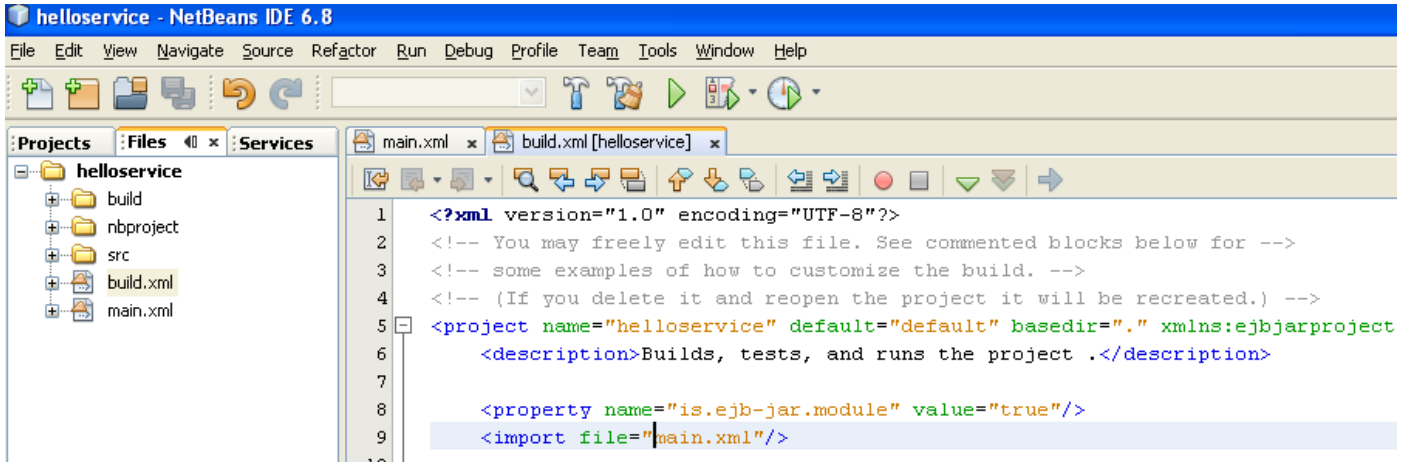 helloservice - NetBeans IDE 6.8
File Edit View Navigate Source Refactor Run Debug Profile Team Tools Window Help
Projects Files Services
helloservice
build
nbproject
src
build.xml
main.xml
main.xml build.xml [helloservice]
1 <?xml version="1.0" encoding="UTF-8"?>
2 <!-- You may freely edit this file. See commented blocks below for -->
3 <!-- some examples of how to customize the build. -->
4 <!-- (If you delete it and reopen the project it will be recreated.) -->
5 <project name="helloservice" default="default" basedir="." xmlns:ejbjarproject
6 <description>Builds, tests, and runs the project .</description>
7
8 <property name="is.ejb-jar.module" value="true"/>
9 <import file="main.xml"/>